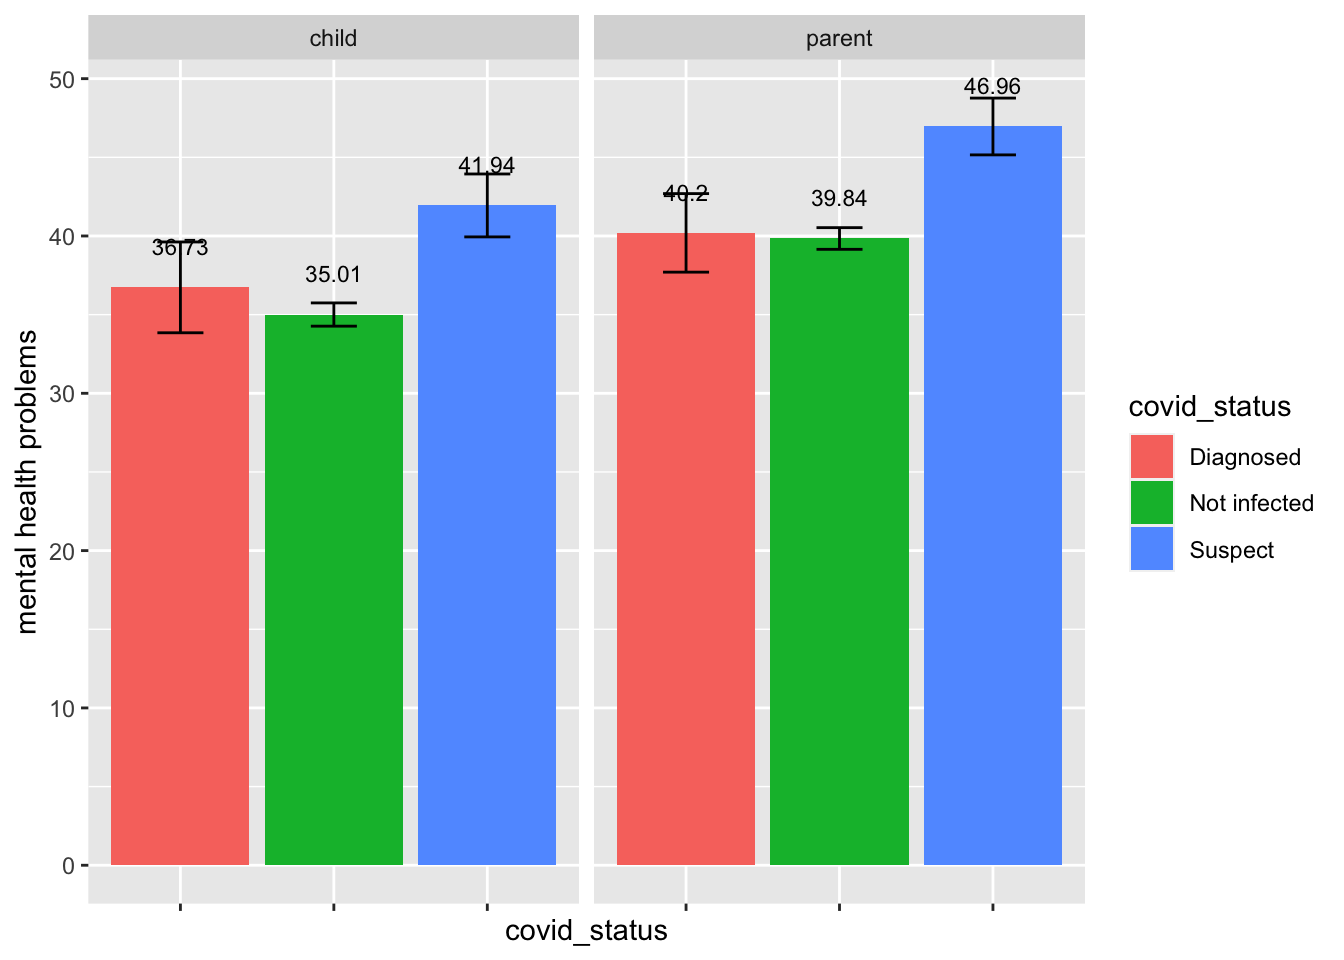 child
parent
mental health problems
50
40
30
20
10
0
36.73
35.01
41.94
40.2
39.84
46.96
covid_status
covid_status
Diagnosed
Not infected
Suspect